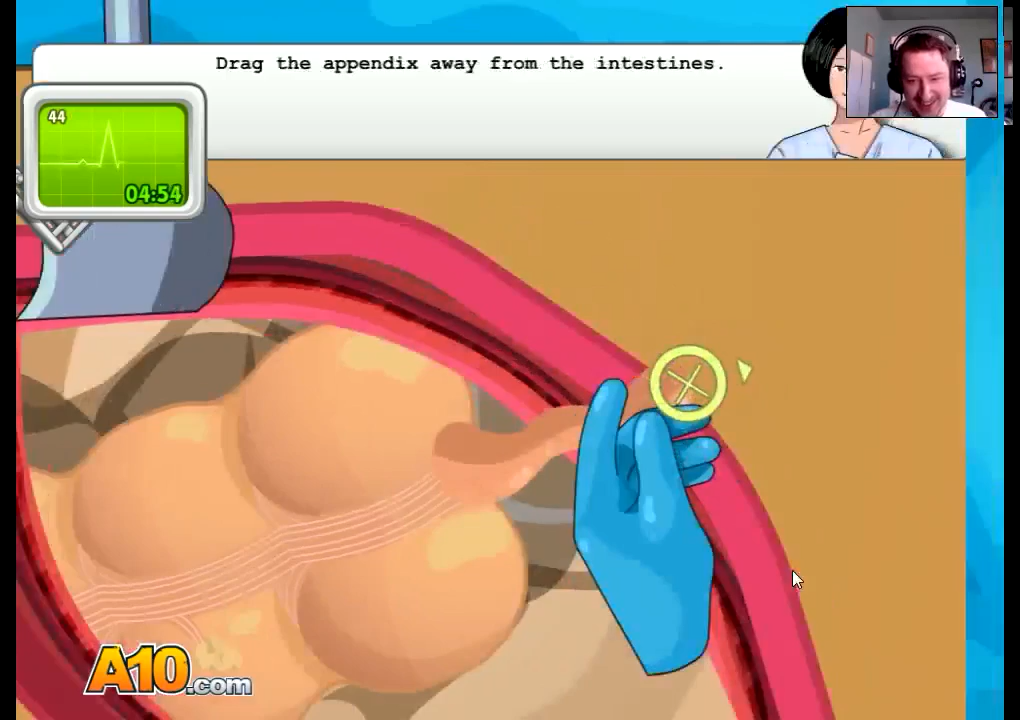 Drag the appendix away from the intestines.
44
04:54
A10.com